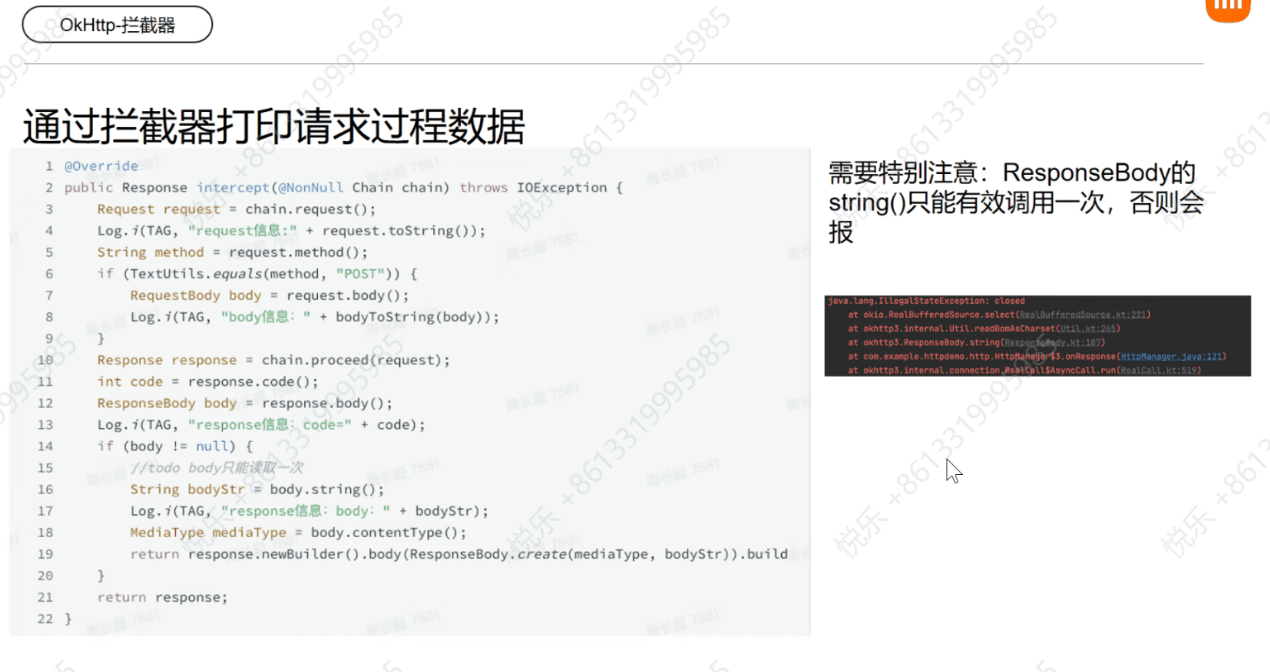 OkHttp-拦截器
通过拦截器打印请求过程数据
1 @Override
2 public Response intercept(@NonNull Chain chain) throws IOException {
3 Request request = chain.request();
4 Log.i(TAG, "request信息:" + request.toString());
5 String method = request.method();
6 if (TextUtils.equals(method, "POST")) {
7 RequestBody body = request.body();
8 Log.i(TAG, "body信息: " + bodyToString(body));
9 }
10 Response response = chain.proceed(request);
11 int code = response.code();
12 ResponseBody body = response.body();
13 Log.i(TAG, "response信息: code=" + code);
14 if (body != null) {
15 //todo body只能读取一次
16 String bodyStr = body.string();
17 Log.i(TAG, "response信息: body: " + bodyStr);
18 MediaType mediaType = body.contentType();
19 return response.newBuilder().body(ResponseBody.create(mediaType, bodyStr)).build
20 }
21 return response;
22 }
需要特别注意：ResponseBody的
string()只能有效调用一次，否则会
报
java.lang.IllegalStateException: closed
at okio.RealBufferedSource.select(RealBufferedSource.kt:221)
at okhttp3.internal.Util.readBomAsCharset(Util.kt:265)
at okhttp3.ResponseBody.string(ResponseBody.kt:187)
at com.example.httpdemo.http.HttpManager$3.onResponse(HttpManager.java:121)
at okhttp3.internal.connection.RealCall$AsyncCall.run(RealCall.kt:519)